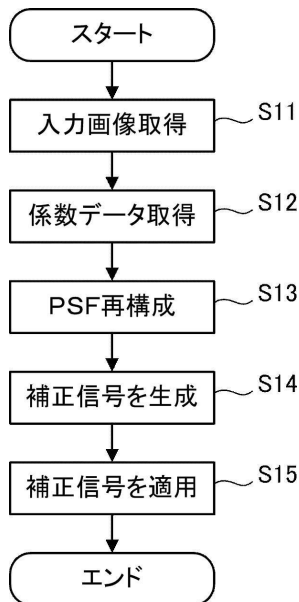 スタート
入力画像取得 S11
係数データ取得 S12
PSF再構成 S13
補正信号を生成 S14
補正信号を適用 S15
エンド